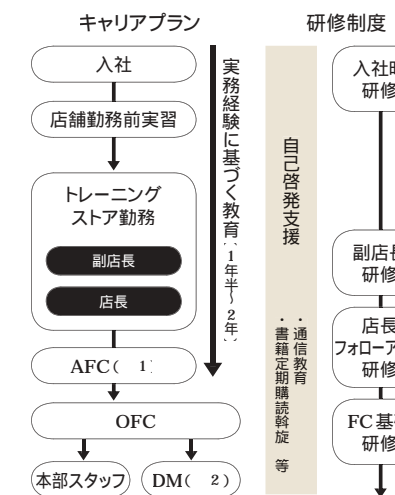 キャリアプラン
入社
店舗勤務前実習
トレーニング
ストア勤務
副店長
店長
AFC( 1
OFC
本部スタッフ
DM( 2)
実務経験に基づく教育(1年半～2年)
研修制度
自己啓発支援
・通信教育
・書籍定期購読斡旋 等
入社時
研修
副店長
研修
店長
フォローア
研修
FC基
研修